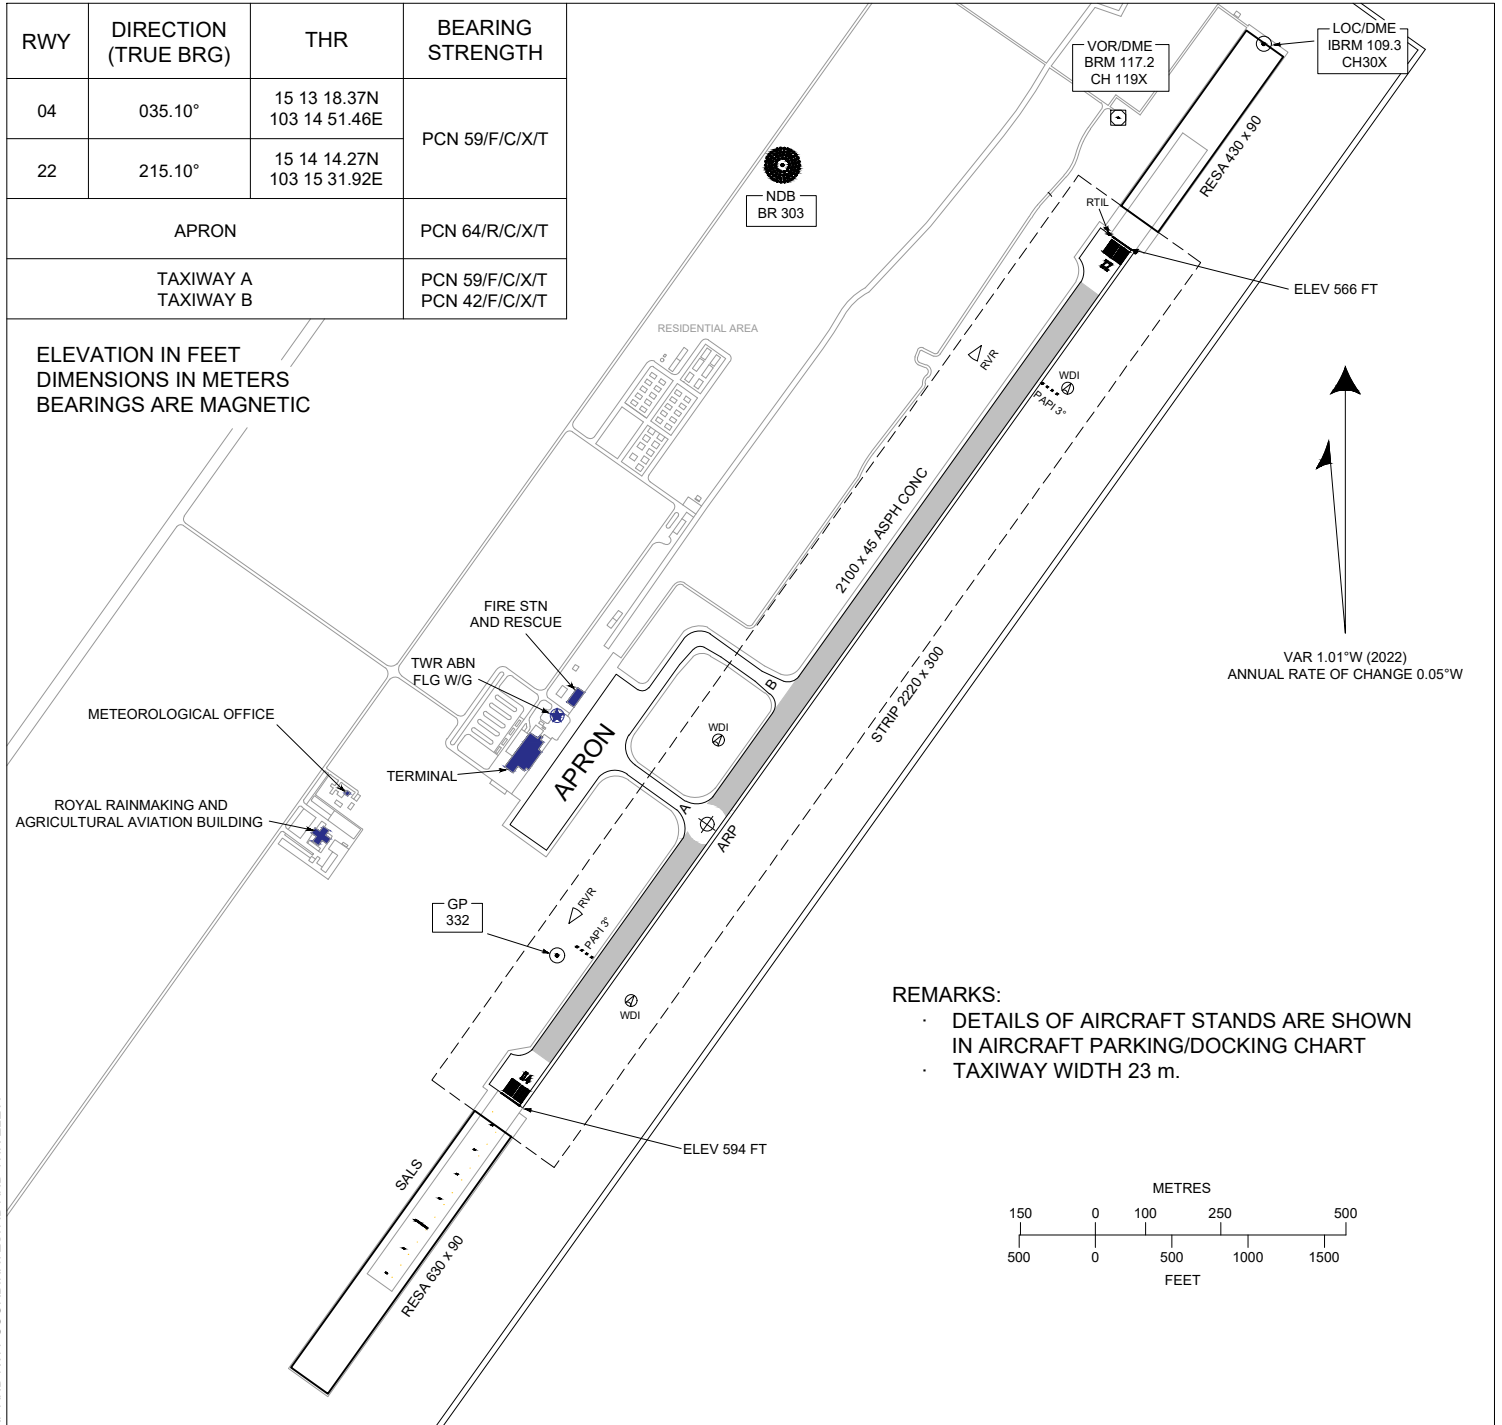 RWY
DIRECTION
(TRUE BRG)
THR
BEARING
STRENGTH
04
035.10°
15 13 18.37N
103 14 51.46E
PCN 59/F/C/X/T
22
215.10°
15 14 14.27N
103 15 31.92E
APRON
PCN 64/R/C/X/T
TAXIWAY A
TAXIWAY B
PCN 59/F/C/X/T
PCN 42/F/C/X/T
ELEVATION IN FEET
DIMENSIONS IN METERS
BEARINGS ARE MAGNETIC
VOR/DME
BRM 117.2
CH 119X
LOC/DME
IBRM 109.3
CH30X
NDB
BR 303
RESA 430 x 90
RTIL
22
ELEV 566 FT
RESIDENTIAL AREA
RVR
WDI
PAPI 3°
2100 x 45 ASPH CONC
STRIP 2220 x 300
VAR 1.01°W (2022)
ANNUAL RATE OF CHANGE 0.05°W
FIRE STN
AND RESCUE
TWR ABN
FLG W/G
TERMINAL
METEOROLOGICAL OFFICE
ROYAL RAINMAKING AND
AGRICULTURAL AVIATION BUILDING
APRON
B
WDI
A
ARP
GP
332
RVR
PAPI 3°
WDI
04
ELEV 594 FT
SALS
RESA 630 x 90
REMARKS:
· DETAILS OF AIRCRAFT STANDS ARE SHOWN
IN AIRCRAFT PARKING/DOCKING CHART
· TAXIWAY WIDTH 23 m.
METRES
150 0 100 250 500
500 0 500 1000 1500
FEET